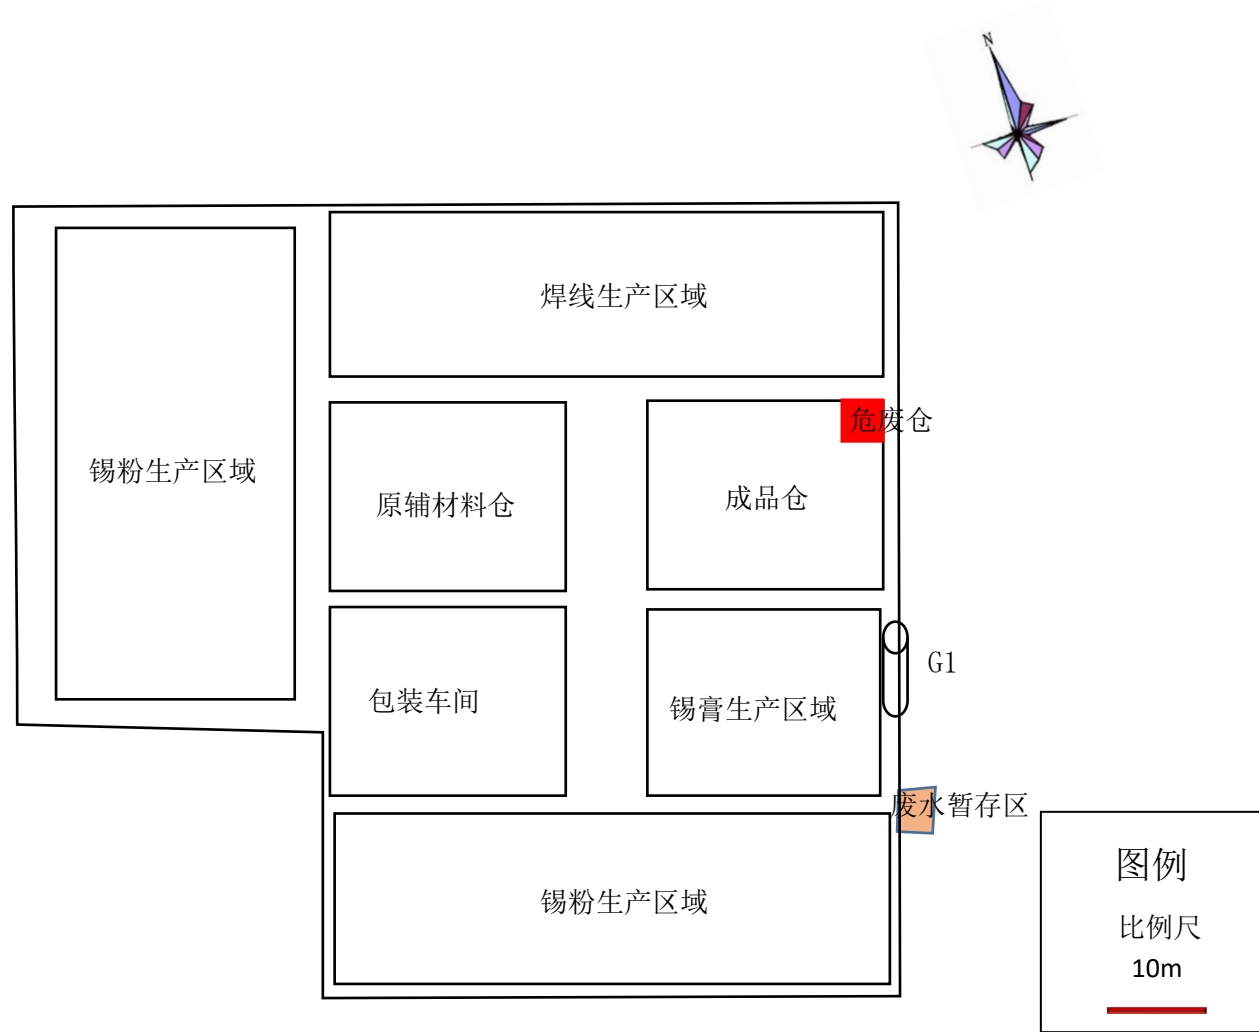 N
焊线生产区域
危废仓
锡粉生产区域
原辅材料仓
成品仓
G1
包装车间
锡膏生产区域
废水暂存区
锡粉生产区域
图例
比例尺
10m